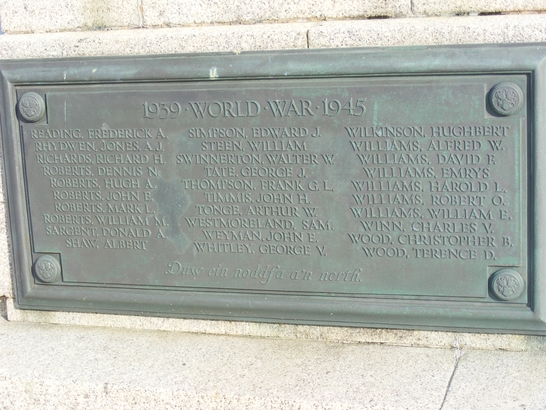 1939 · WORLD · WAR · 1945
READING, FREDERICK A.
RHYDWEN, JONES, A.J.
RICHARDS, RICHARD H.
ROBERTS, DENNIS N.
ROBERTS, HUGH A.
ROBERTS, JOHN E.
ROBERTS, MARK L.
ROBERTS, WILLIAM M.
SARGENT, DONALD A.
SHAW, ALBERT
SIMPSON, EDWARD J.
STEEN, WILLIAM
SWINNERTON, WALTER W.
TATE, GEORGE J.
THOMPSON, FRANK G.L.
TIMMIS, JOHN H.
TONGE, ARTHUR W.
WESTMORELAND, SAM.
WEYMAN, JOHN E.
WHITLEY, GEORGE V.
WILKINSON, HUGHBERT
WILLIAMS, ALFRED W.
WILLIAMS, DAVID F.
WILLIAMS, EMRYS
WILLIAMS, HAROLD L.
WILLIAMS, ROBERT O.
WILLIAMS, WILLIAM E.
WINN, CHARLES V.
WOOD, CHRISTOPHER B.
WOOD, TERENCE D.
Duw ein noddfa a'n nerth.